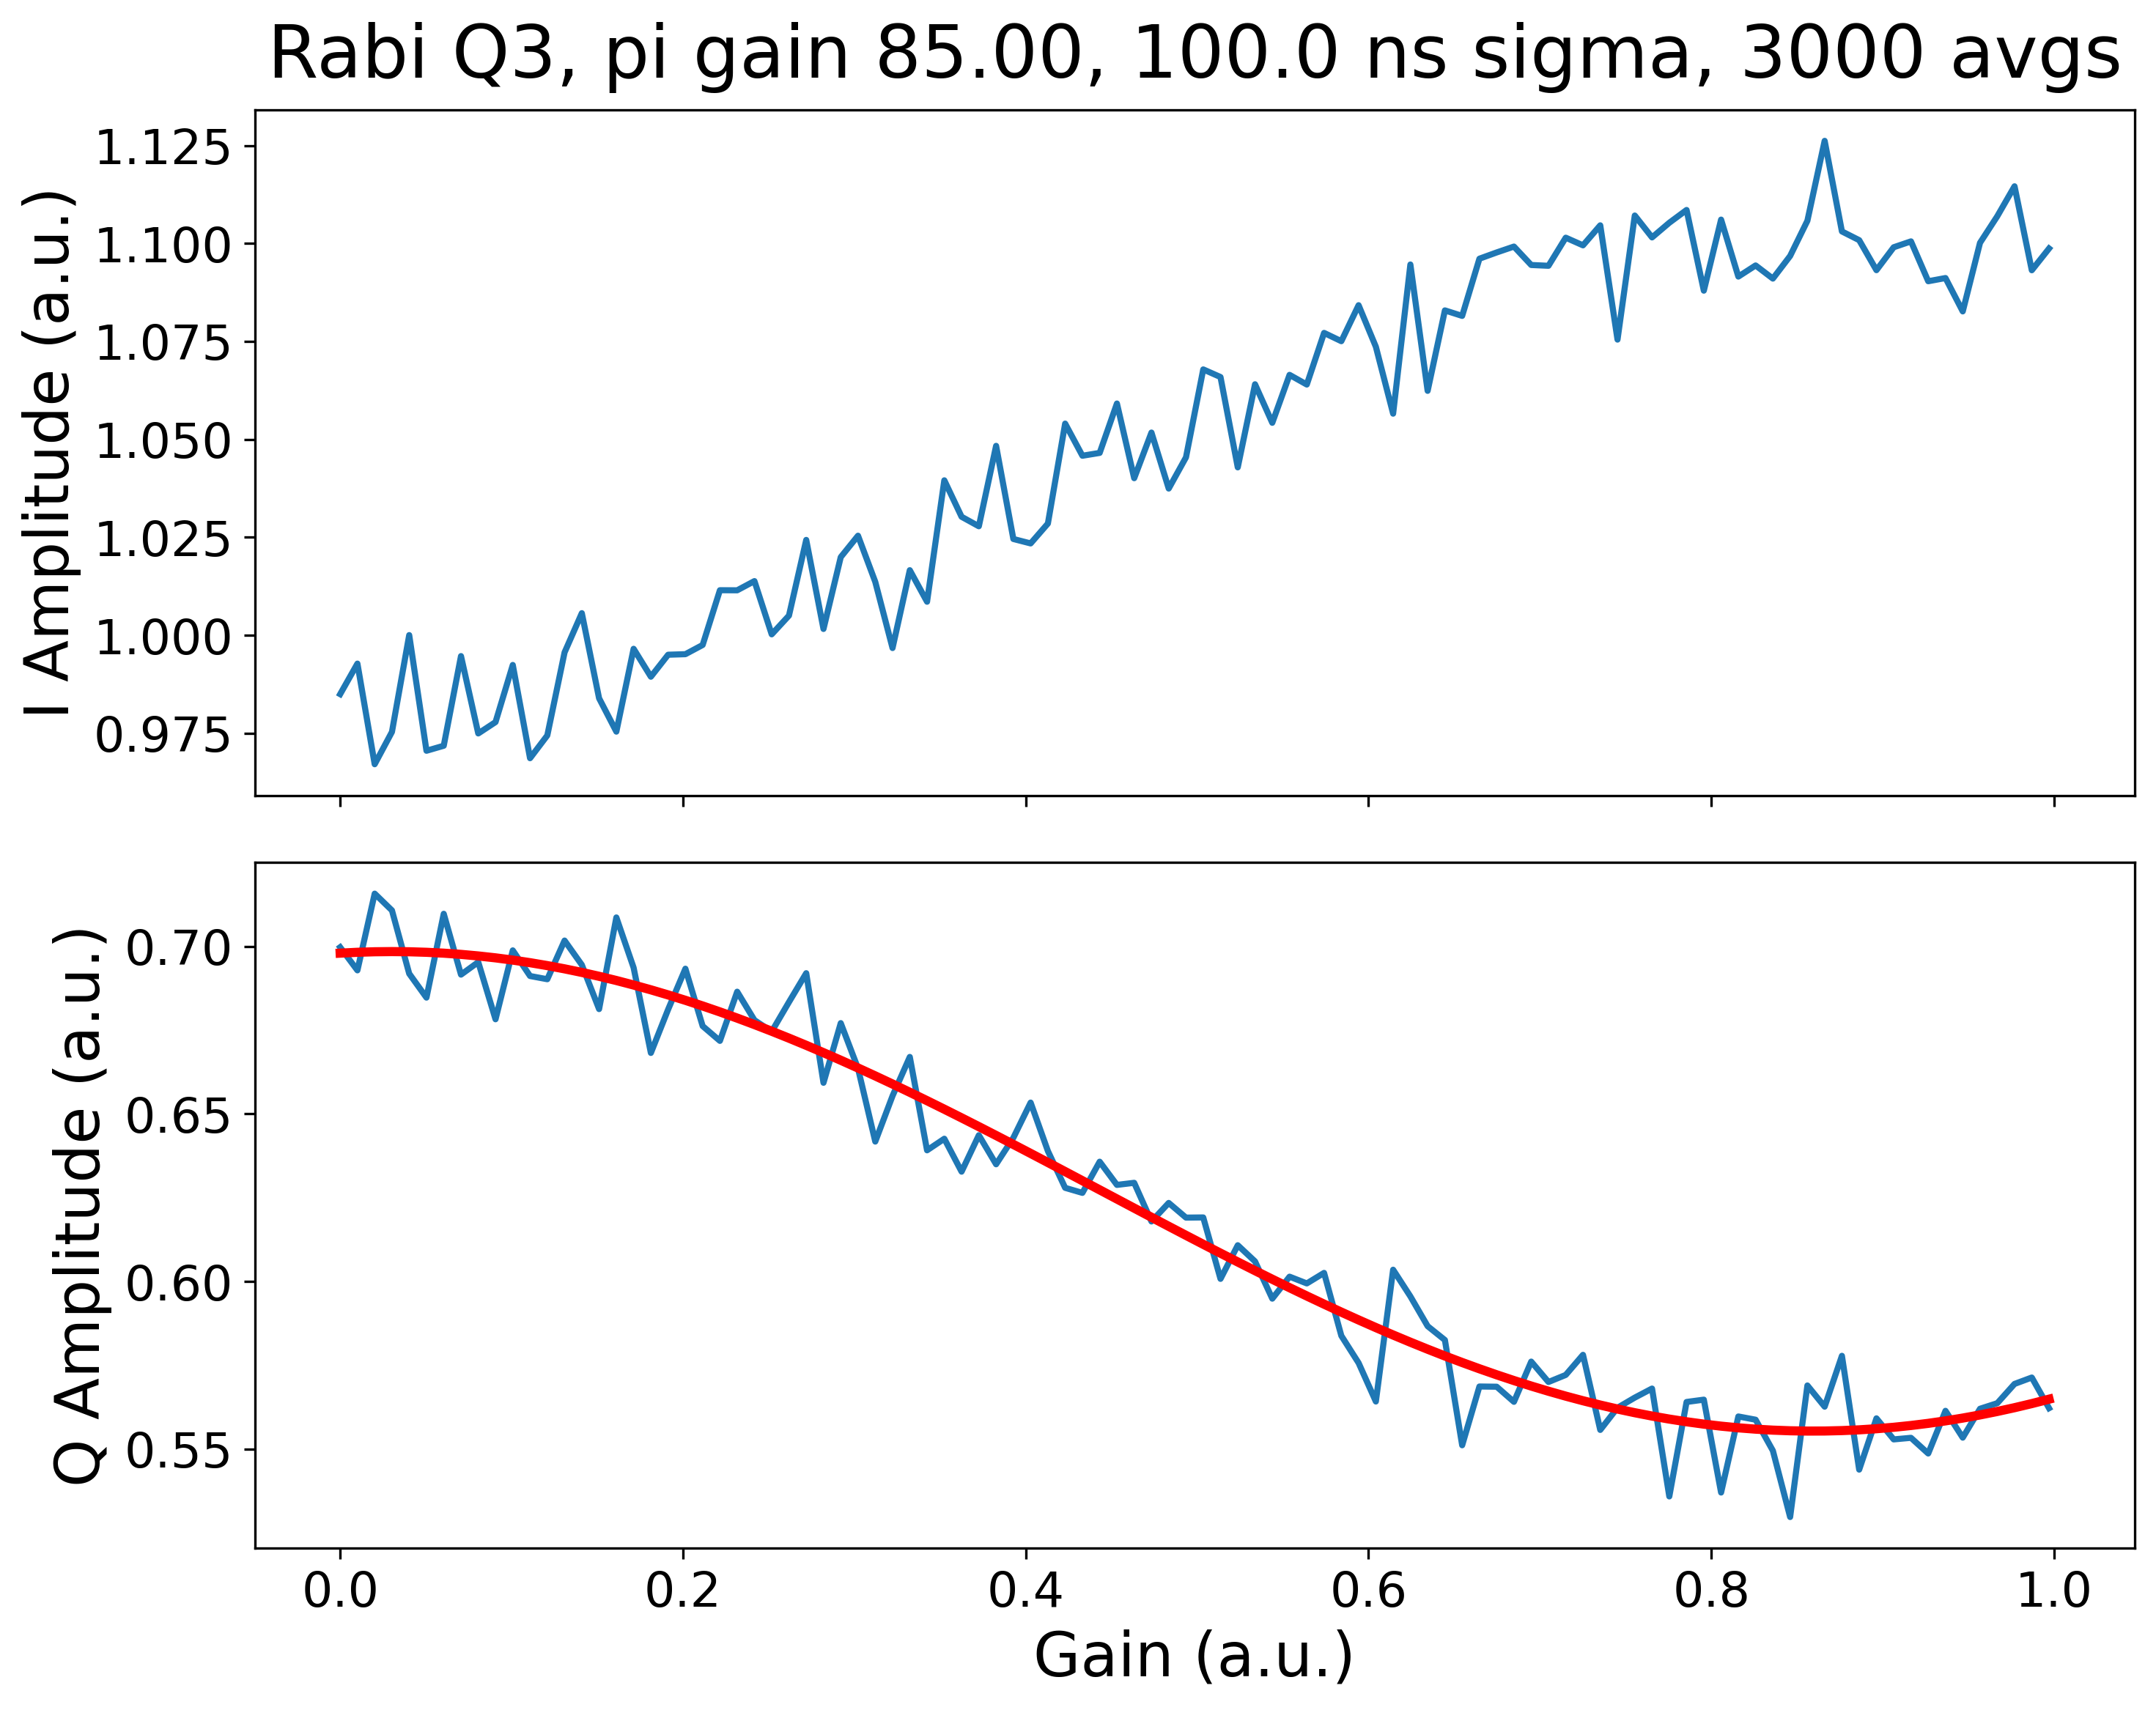 Rabi Q3, pi gain 85.00, 100.0 ns sigma, 3000 avgs
I Amplitude (a.u.)
1.125
1.100
1.075
1.050
1.025
1.000
0.975
Q Amplitude (a.u.)
0.70
0.65
0.60
0.55
0.0 0.2 0.4 0.6 0.8 1.0
Gain (a.u.)